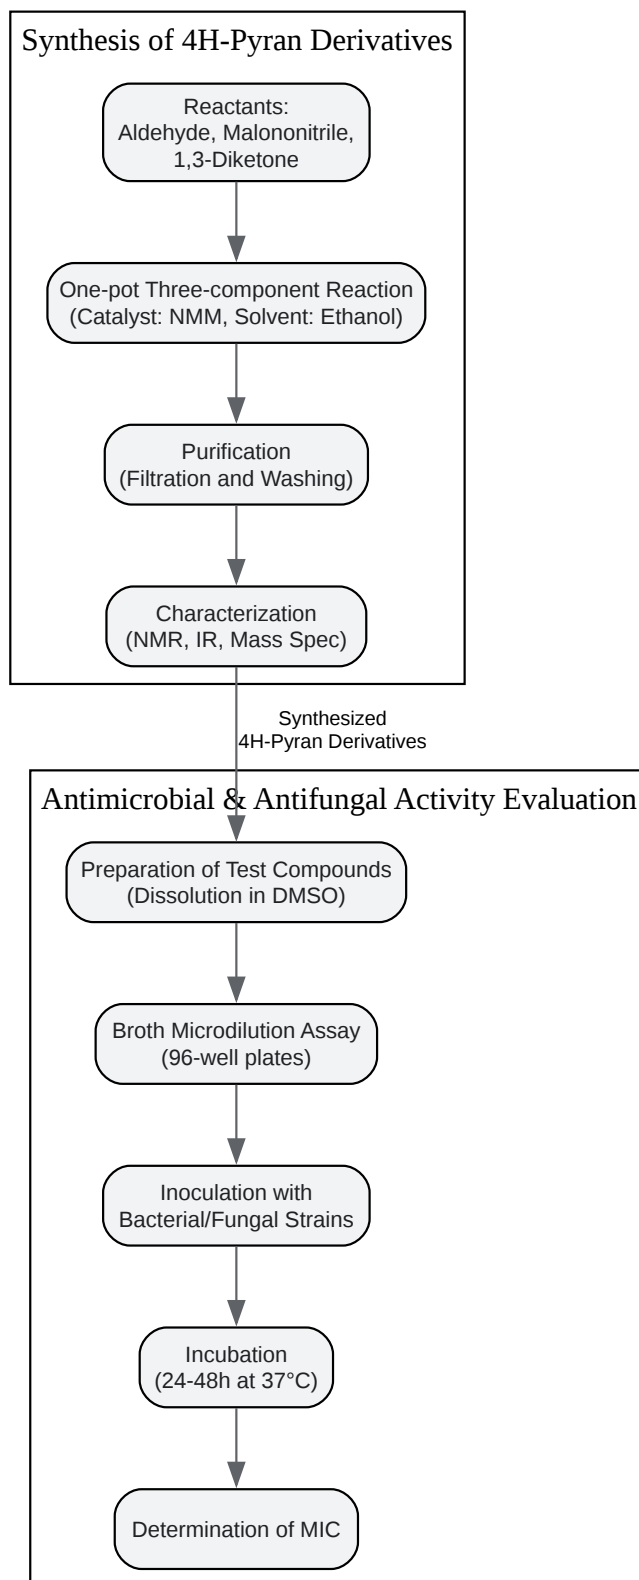 Synthesis of 4H-Pyran Derivatives
Reactants:
Aldehyde, Malononitrile,
1,3-Diketone
One-pot Three-component Reaction
(Catalyst: NMM, Solvent: Ethanol)
Purification
(Filtration and Washing)
Characterization
(NMR, IR, Mass Spec)
Synthesized
4H-Pyran Derivatives
Antimicrobial & Antifungal Activity Evaluation
Preparation of Test Compounds
(Dissolution in DMSO)
Broth Microdilution Assay
(96-well plates)
Inoculation with
Bacterial/Fungal Strains
Incubation
(24-48h at 37°C)
Determination of MIC